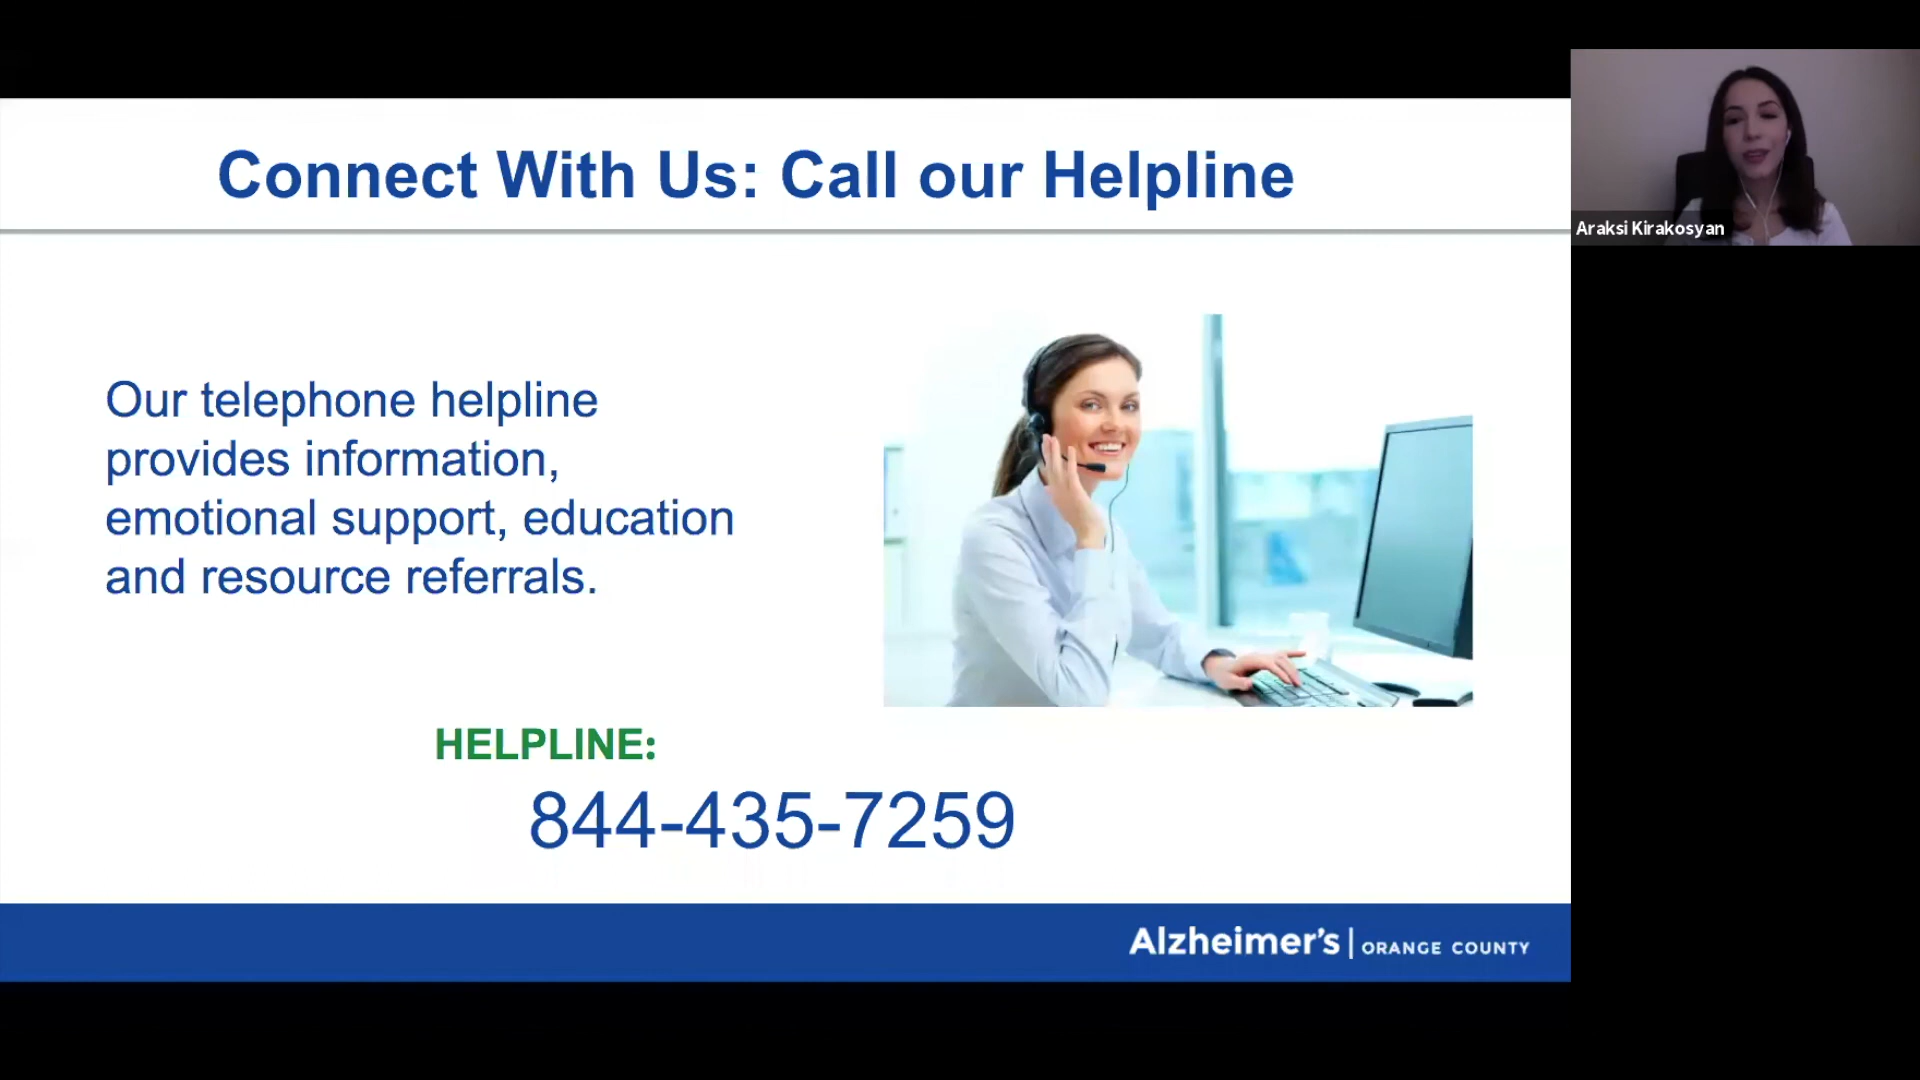 Connect With Us: Call our Helpline
Araksi Kirakosyan
Our telephone helpline
provides information,
emotional support, education
and resource referrals.
HELPLINE:
844-435-7259
Alzheimer's | ORANGE COUNTY